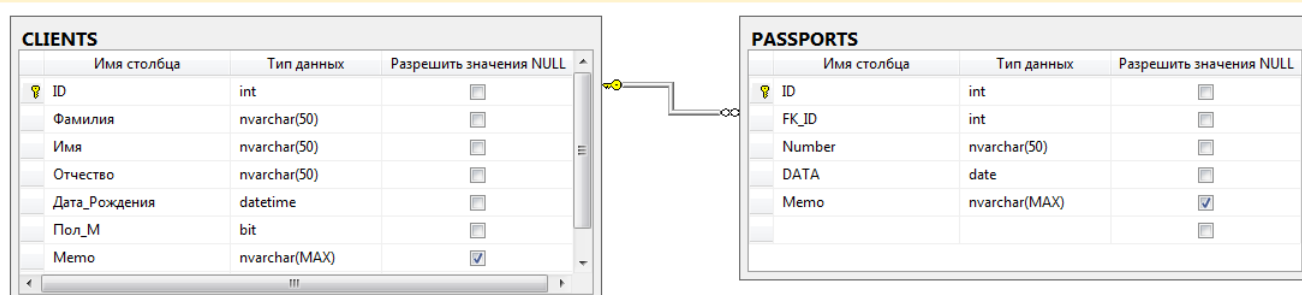 CLIENTS
Имя столбца Тип данных Разрешить значения NULL
ID int
Фамилия nvarchar(50)
Имя nvarchar(50)
Отчество nvarchar(50)
Дата_Рождения datetime
Пол_М bit
Memo nvarchar(MAX)
PASSPORTS
Имя столбца Тип данных Разрешить значения NULL
ID int
FK_ID int
Number nvarchar(50)
DATA date
Memo nvarchar(MAX)